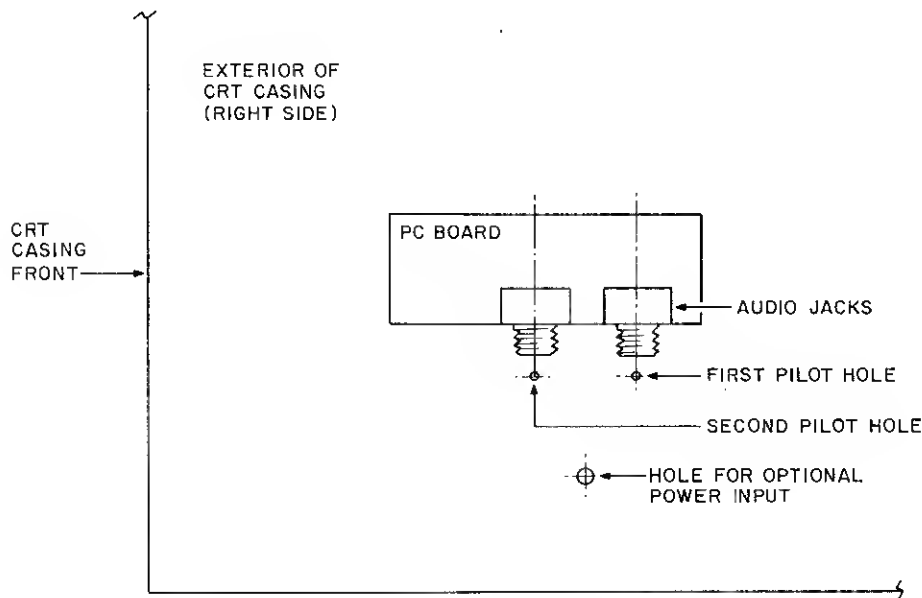 EXTERIOR OF
CRT CASING
(RIGHT SIDE)
CRT
CASING
FRONT
PC BOARD
AUDIO JACKS
FIRST PILOT HOLE
SECOND PILOT HOLE
HOLE FOR OPTIONAL
POWER INPUT